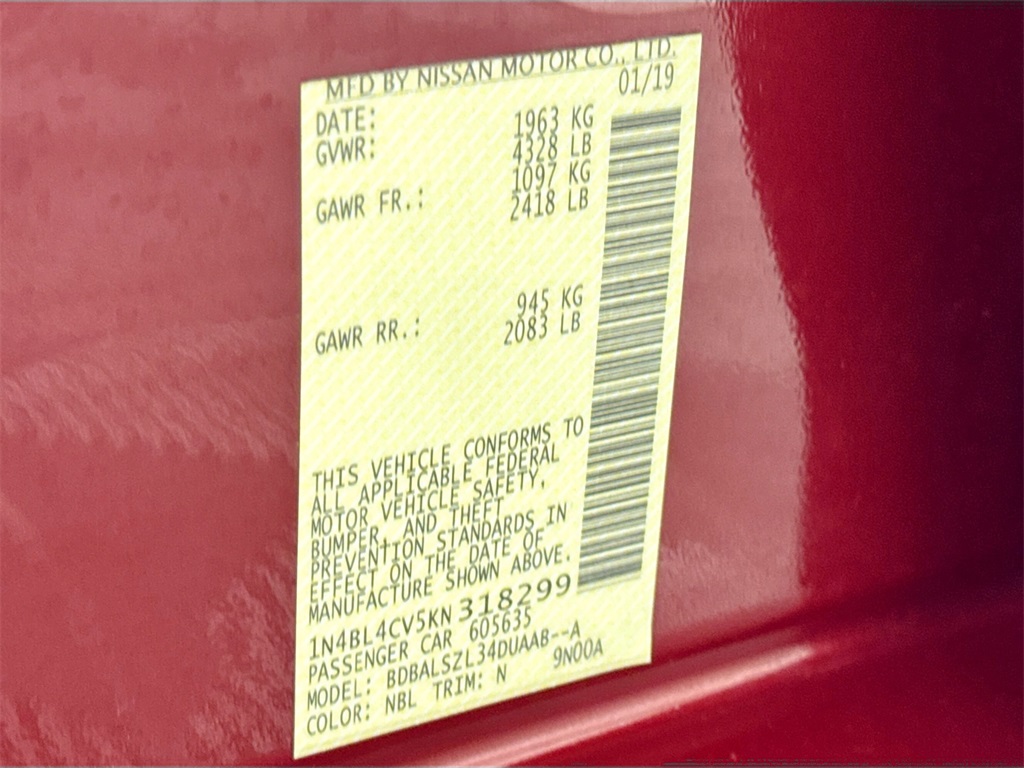 MFD BY NISSAN MOTOR CO., LTD.
DATE: 01/19
GVWR: 1963 KG
4328 LB
GAWR FR.: 1097 KG
2418 LB
GAWR RR.: 945 KG
2083 LB
THIS VEHICLE CONFORMS TO
ALL APPLICABLE FEDERAL
MOTOR VEHICLE SAFETY,
BUMPER, AND THEFT
PREVENTION STANDARDS IN
EFFECT ON THE DATE OF
MANUFACTURE SHOWN ABOVE.
1N4BL4CV5KN 318299
PASSENGER CAR 605635
MODEL: BDBALSZL34DUAAB--A
COLOR: NBL TRIM: N 9N00A